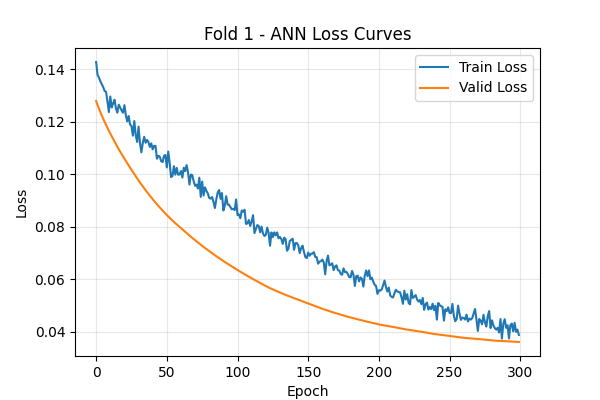 Fold 1 - ANN Loss Curves
Train Loss
Valid Loss
0.14
0.12
0.10
0.08
0.06
0.04
Loss
0 50 100 150 200 250 300
Epoch